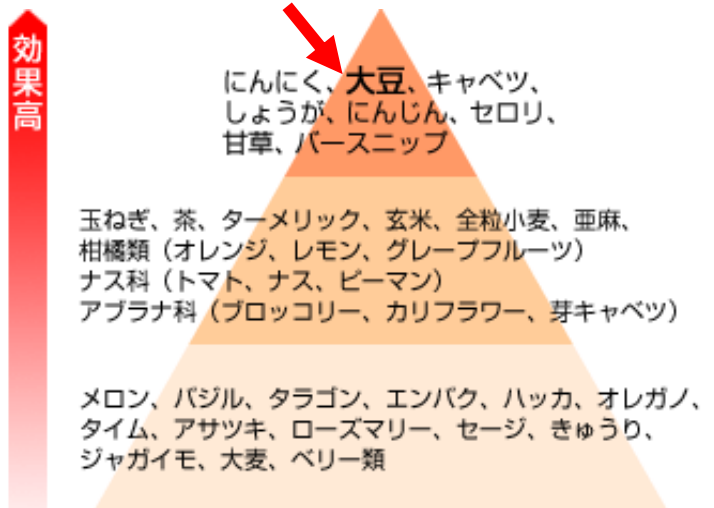 効果高
にんにく、大豆、キャベツ、
しょうが、にんじん、セロリ、
甘草、パースニップ
玉ねぎ、茶、ターメリック、玄米、全粒小麦、亜麻、
柑橘類（オレンジ、レモン、グレープフルーツ）
ナス科（トマト、ナス、ピーマン）
アブラナ科（ブロッコリー、カリフラワー、芽キャベツ）
メロン、バジル、タラゴン、エンバク、ハッカ、オレガノ、
タイム、アサツキ、ローズマリー、セージ、きゅうり、
ジャガイモ、大麦、ベリー類